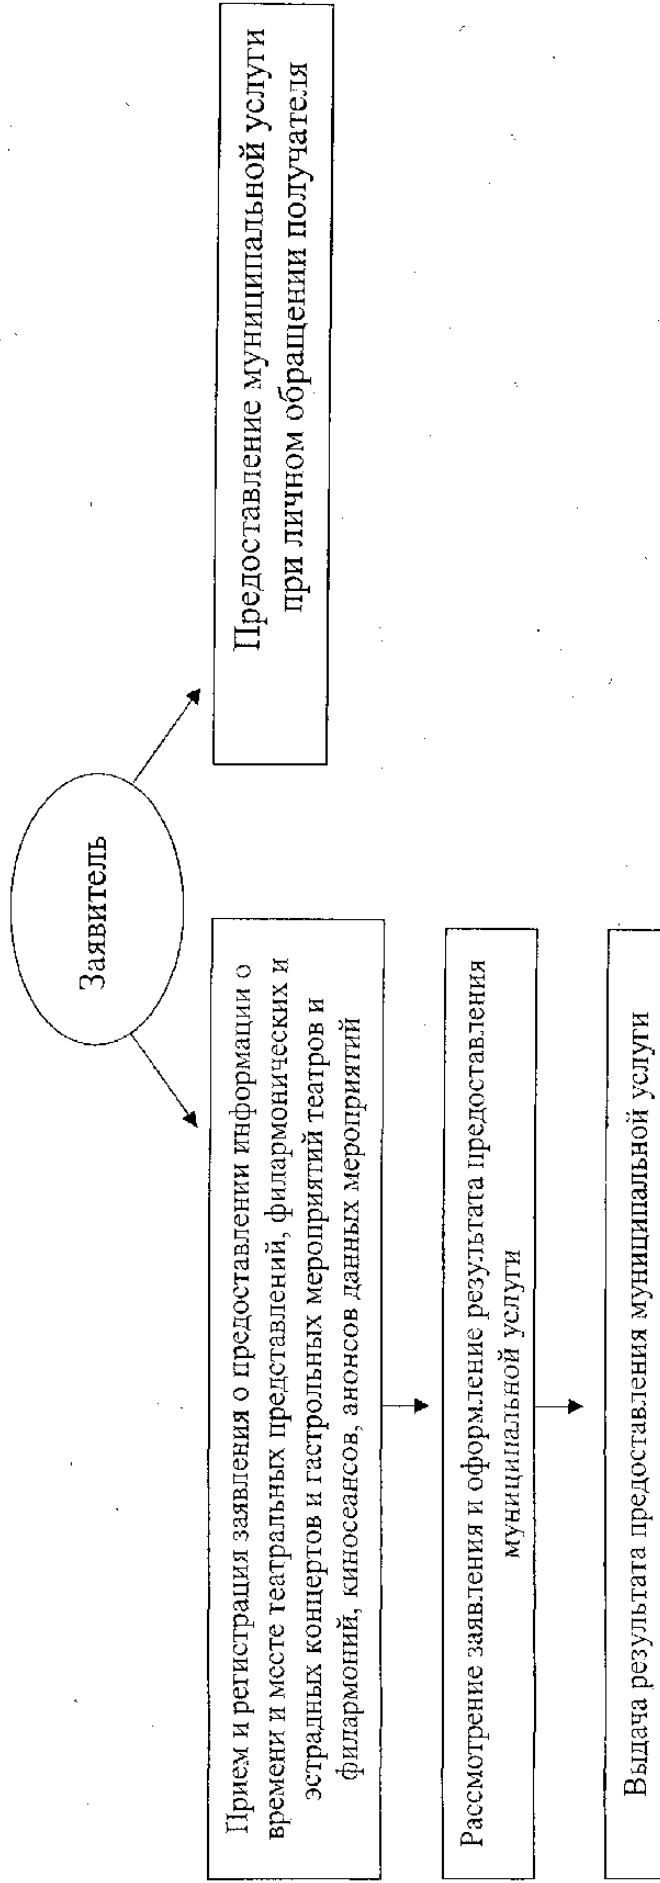 Заявитель
Прием и регистрация заявления о предоставлении информации о
времени и месте театральных представлений, филармонических и
эстрадных концертов и гастрольных мероприятий театров и
филармоний, киносеансов, анонсов данных мероприятий
Предоставление муниципальной услуги
при личном обращении получателя
Рассмотрение заявления и оформление результата предоставления
муниципальной услуги
Выдача результата предоставления муниципальной услуги